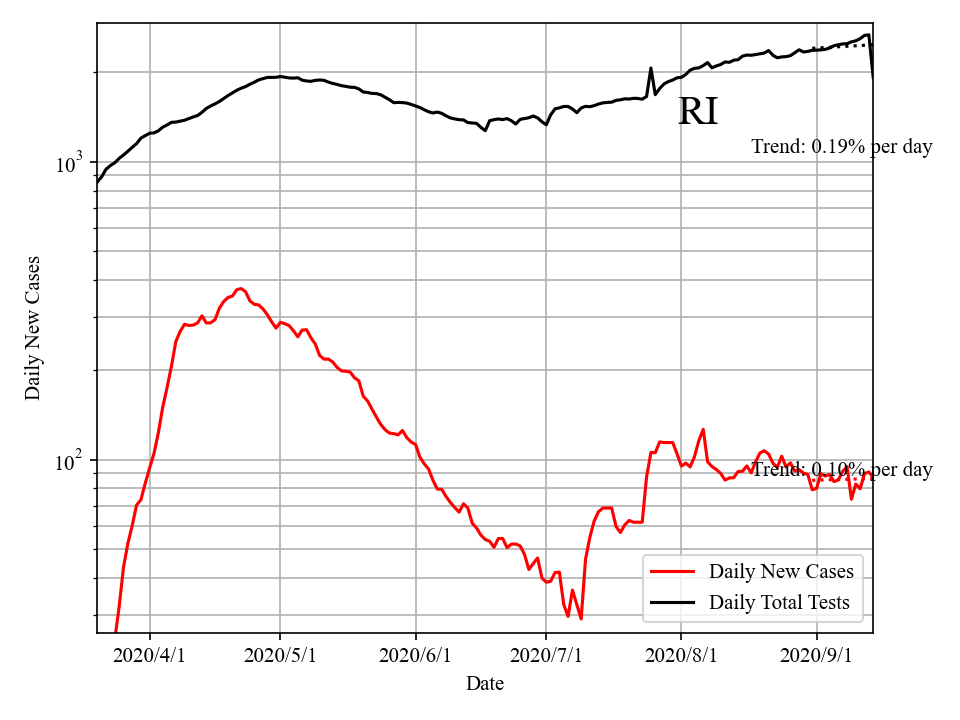 RI
Trend: 0.19% per day
10³
Daily New Cases
10²
Trend: 0.10% per day
Daily New Cases
Daily Total Tests
2020/4/1 2020/5/1 2020/6/1 2020/7/1 2020/8/1 2020/9/1
Date